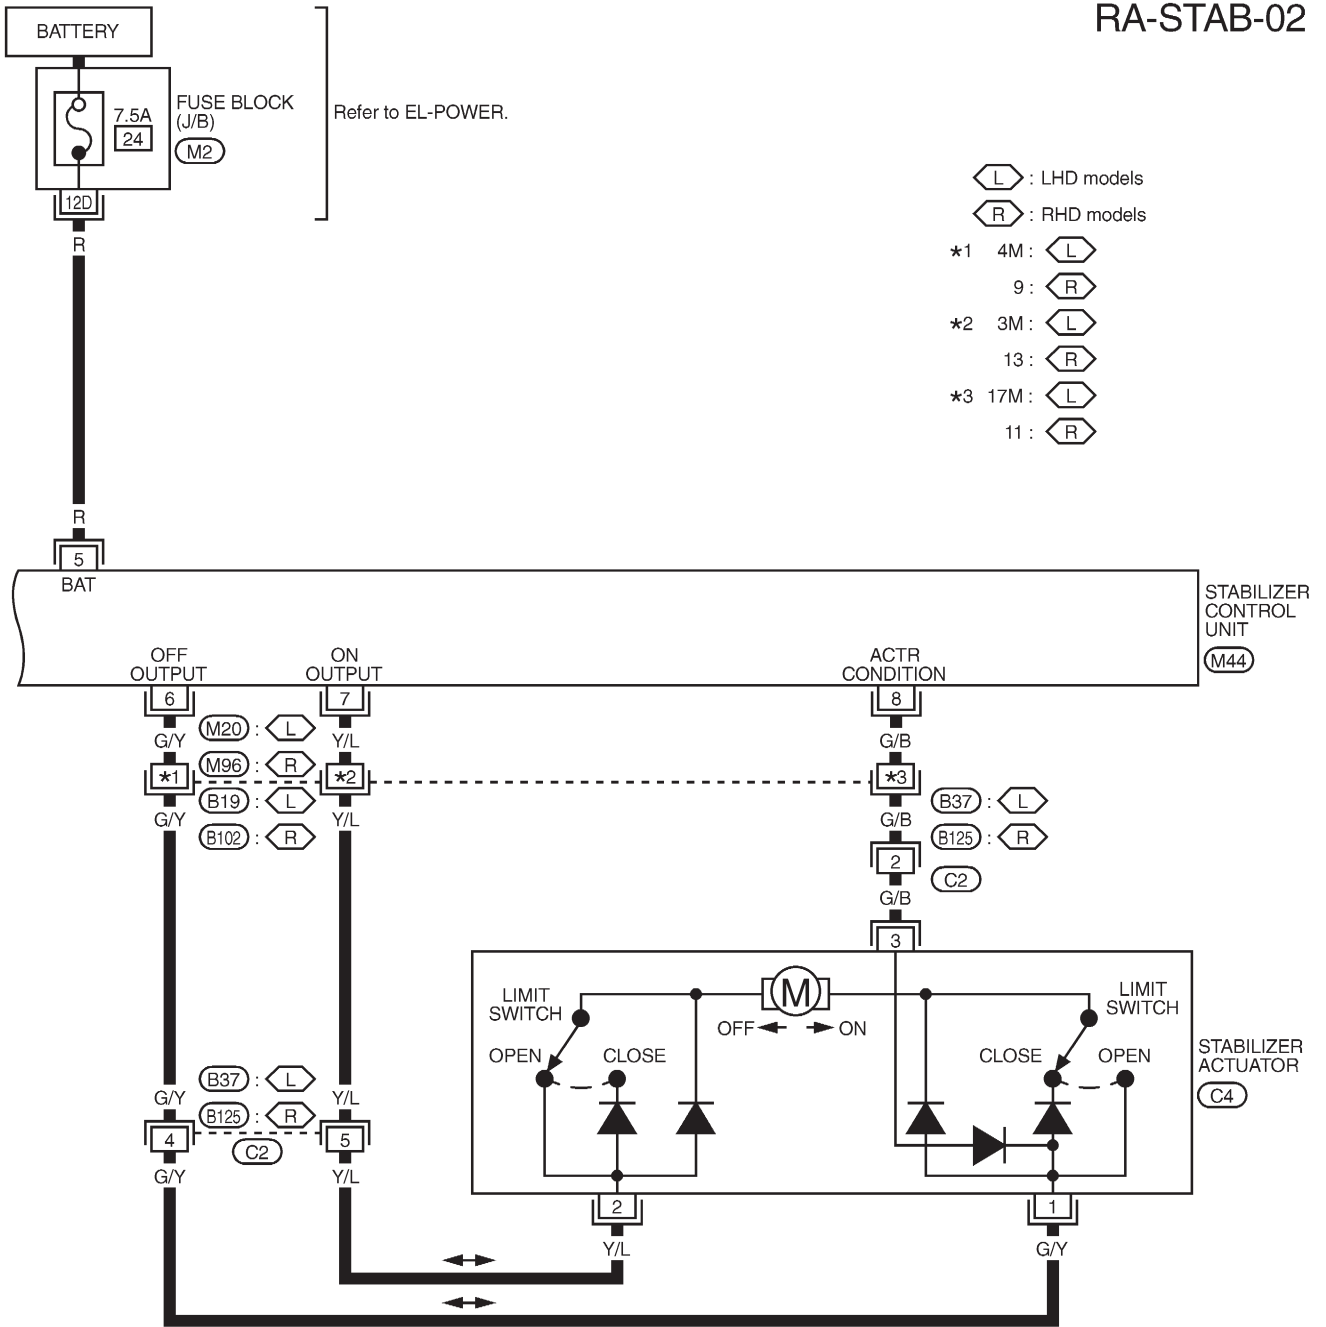 RA-STAB-02
BATTERY
7.5A
24
FUSE BLOCK
(J/B)
M2
Refer to EL-POWER.
12D
R
L : LHD models
R : RHD models
*1 4M : L
9 : R
*2 3M : L
13 : R
*3 17M : L
11 : R
R
5
BAT
STABILIZER
CONTROL
UNIT
M44
OFF
OUTPUT
ON
OUTPUT
ACTR
CONDITION
6
7
8
G/Y
M20 : L
Y/L
G/B
*1
M96 : R
*2
*3
B19 : L
B37 : L
G/Y
Y/L
G/B
B102 : R
B125 : R
2
C2
G/B
3
LIMIT
SWITCH
M
LIMIT
SWITCH
OFF
ON
OPEN
CLOSE
CLOSE
OPEN
STABILIZER
ACTUATOR
C4
B37 : L
G/Y
Y/L
B125 : R
4
5
C2
G/Y
Y/L
2
1
Y/L
G/Y